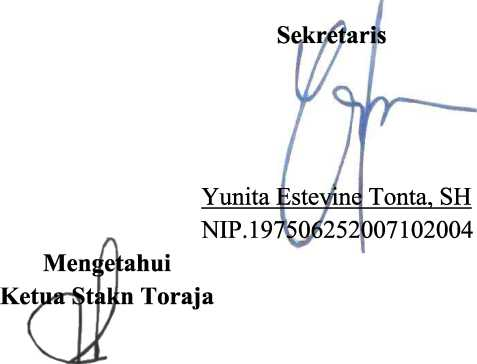 Sekretaris
Yunita Estevine Tonta, SH
NIP.197506252007102004
Mengetahui
Ketua Stakn Toraja